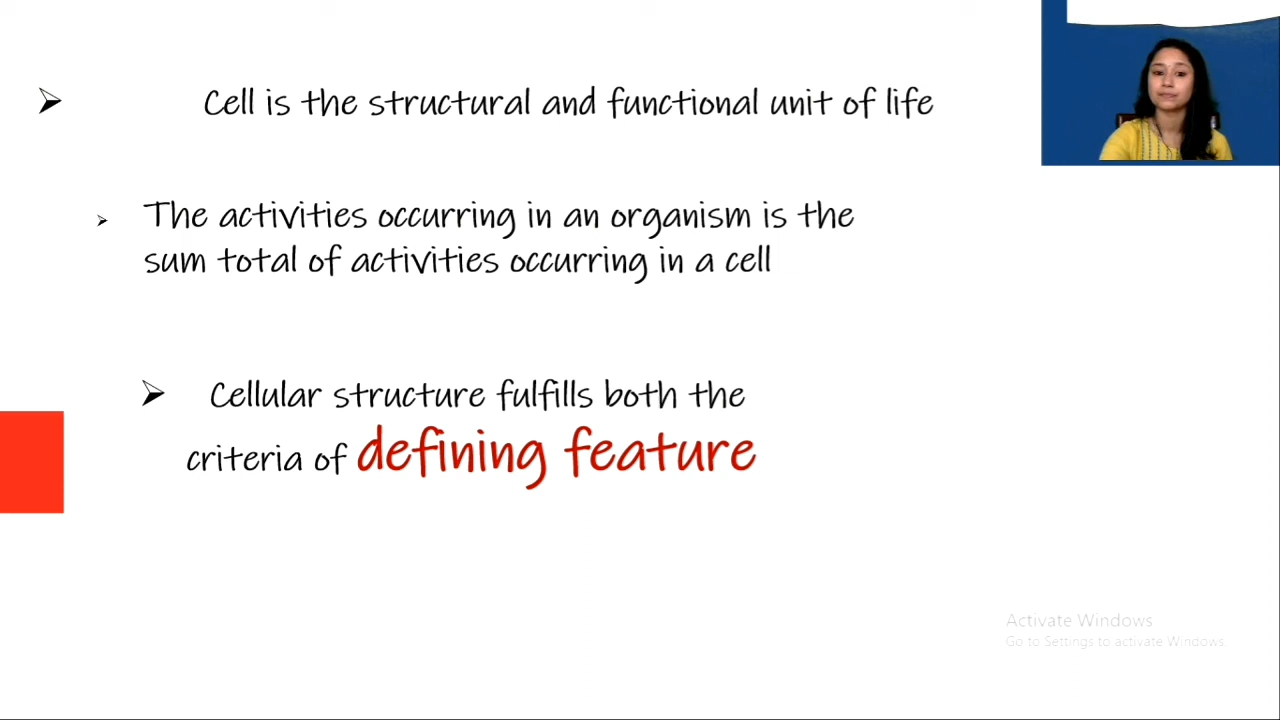 Cell is the structural and functional unit of life
The activities occurring in an organism is the
sum total of activities occurring in a cell
Cellular structure fulfills both the
criteria of defining feature
Activate Windows
Go to Settings to activate Windows.